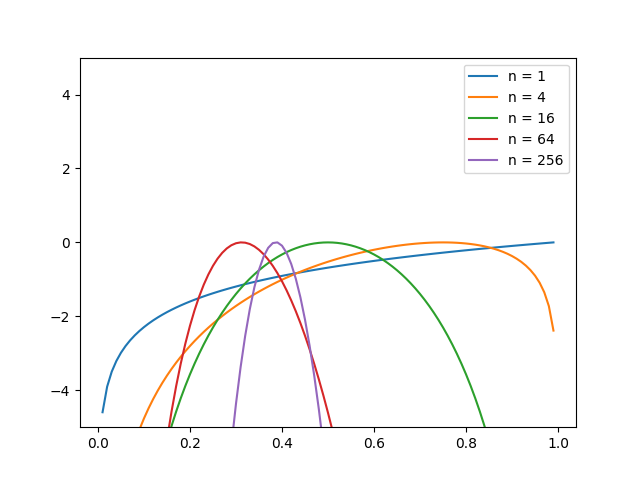 n = 1
n = 4
n = 16
n = 64
n = 256
4
2
0
−2
−4
0.0 0.2 0.4 0.6 0.8 1.0